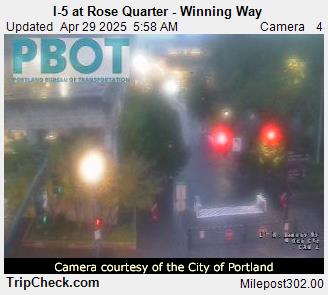 I-5 at Rose Quarter - Winning Way
Updated Apr 29 2025 5:58 AM Camera 4
PBOT
PORTLAND BUREAU OF TRANSPORTATION
Camera courtesy of the City of Portland
TripCheck.com Milepost302.00